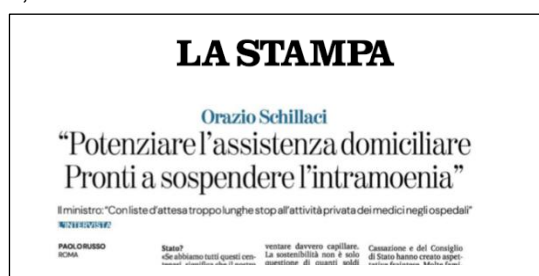 LA STAMPA
Orazio Schillaci
“Potenziare l’assistenza domiciliare
Pronti a sospendere l’intramoenia”
Il ministro: “Con liste d’attesa troppo lunghe stop all’attività privata dei medici negli ospedali”
L’INTERVISTA
PAOLO RUSSO
ROMA
Stato?
«Se abbiamo tutti questi cen-
ventare davvero capillare.
La sostenibilità non è solo
questione di quanti soldi
Cassazione e del Consiglio
di Stato hanno creato aspet-